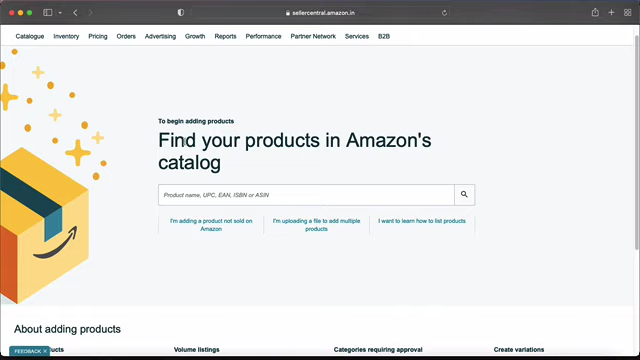 sellercentral.amazon.in
Catalogue Inventory Pricing Orders Advertising Growth Reports Performance Partner Network Services B2B
To begin adding products
Find your products in Amazon's
catalog
Product name, UPC, EAN, ISBN or ASIN
I'm adding a product not sold on
Amazon
I'm uploading a file to add multiple
products
I want to learn how to list products
About adding products
FEEDBACK
Volume listings
Categories requiring approval
Create variations